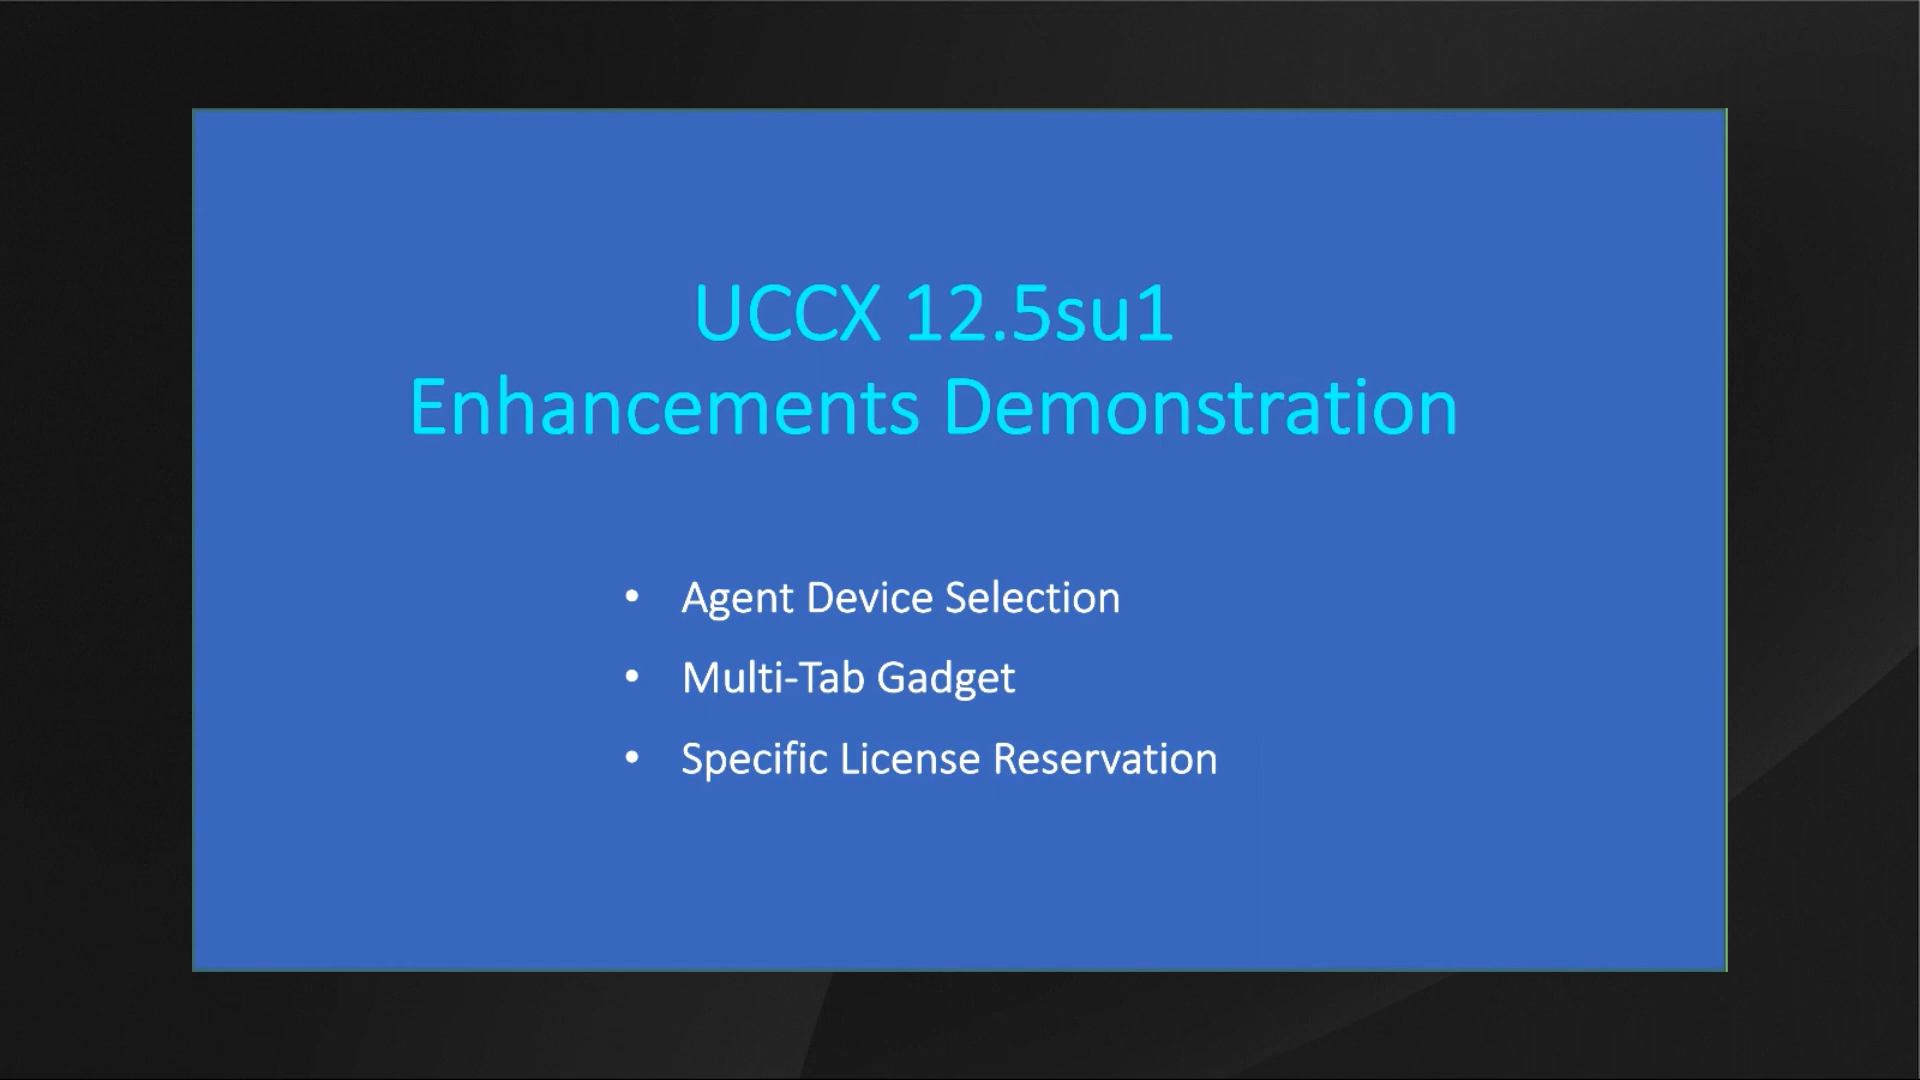 UCCX 12.5su1
Enhancements Demonstration
• Agent Device Selection
• Multi-Tab Gadget
• Specific License Reservation